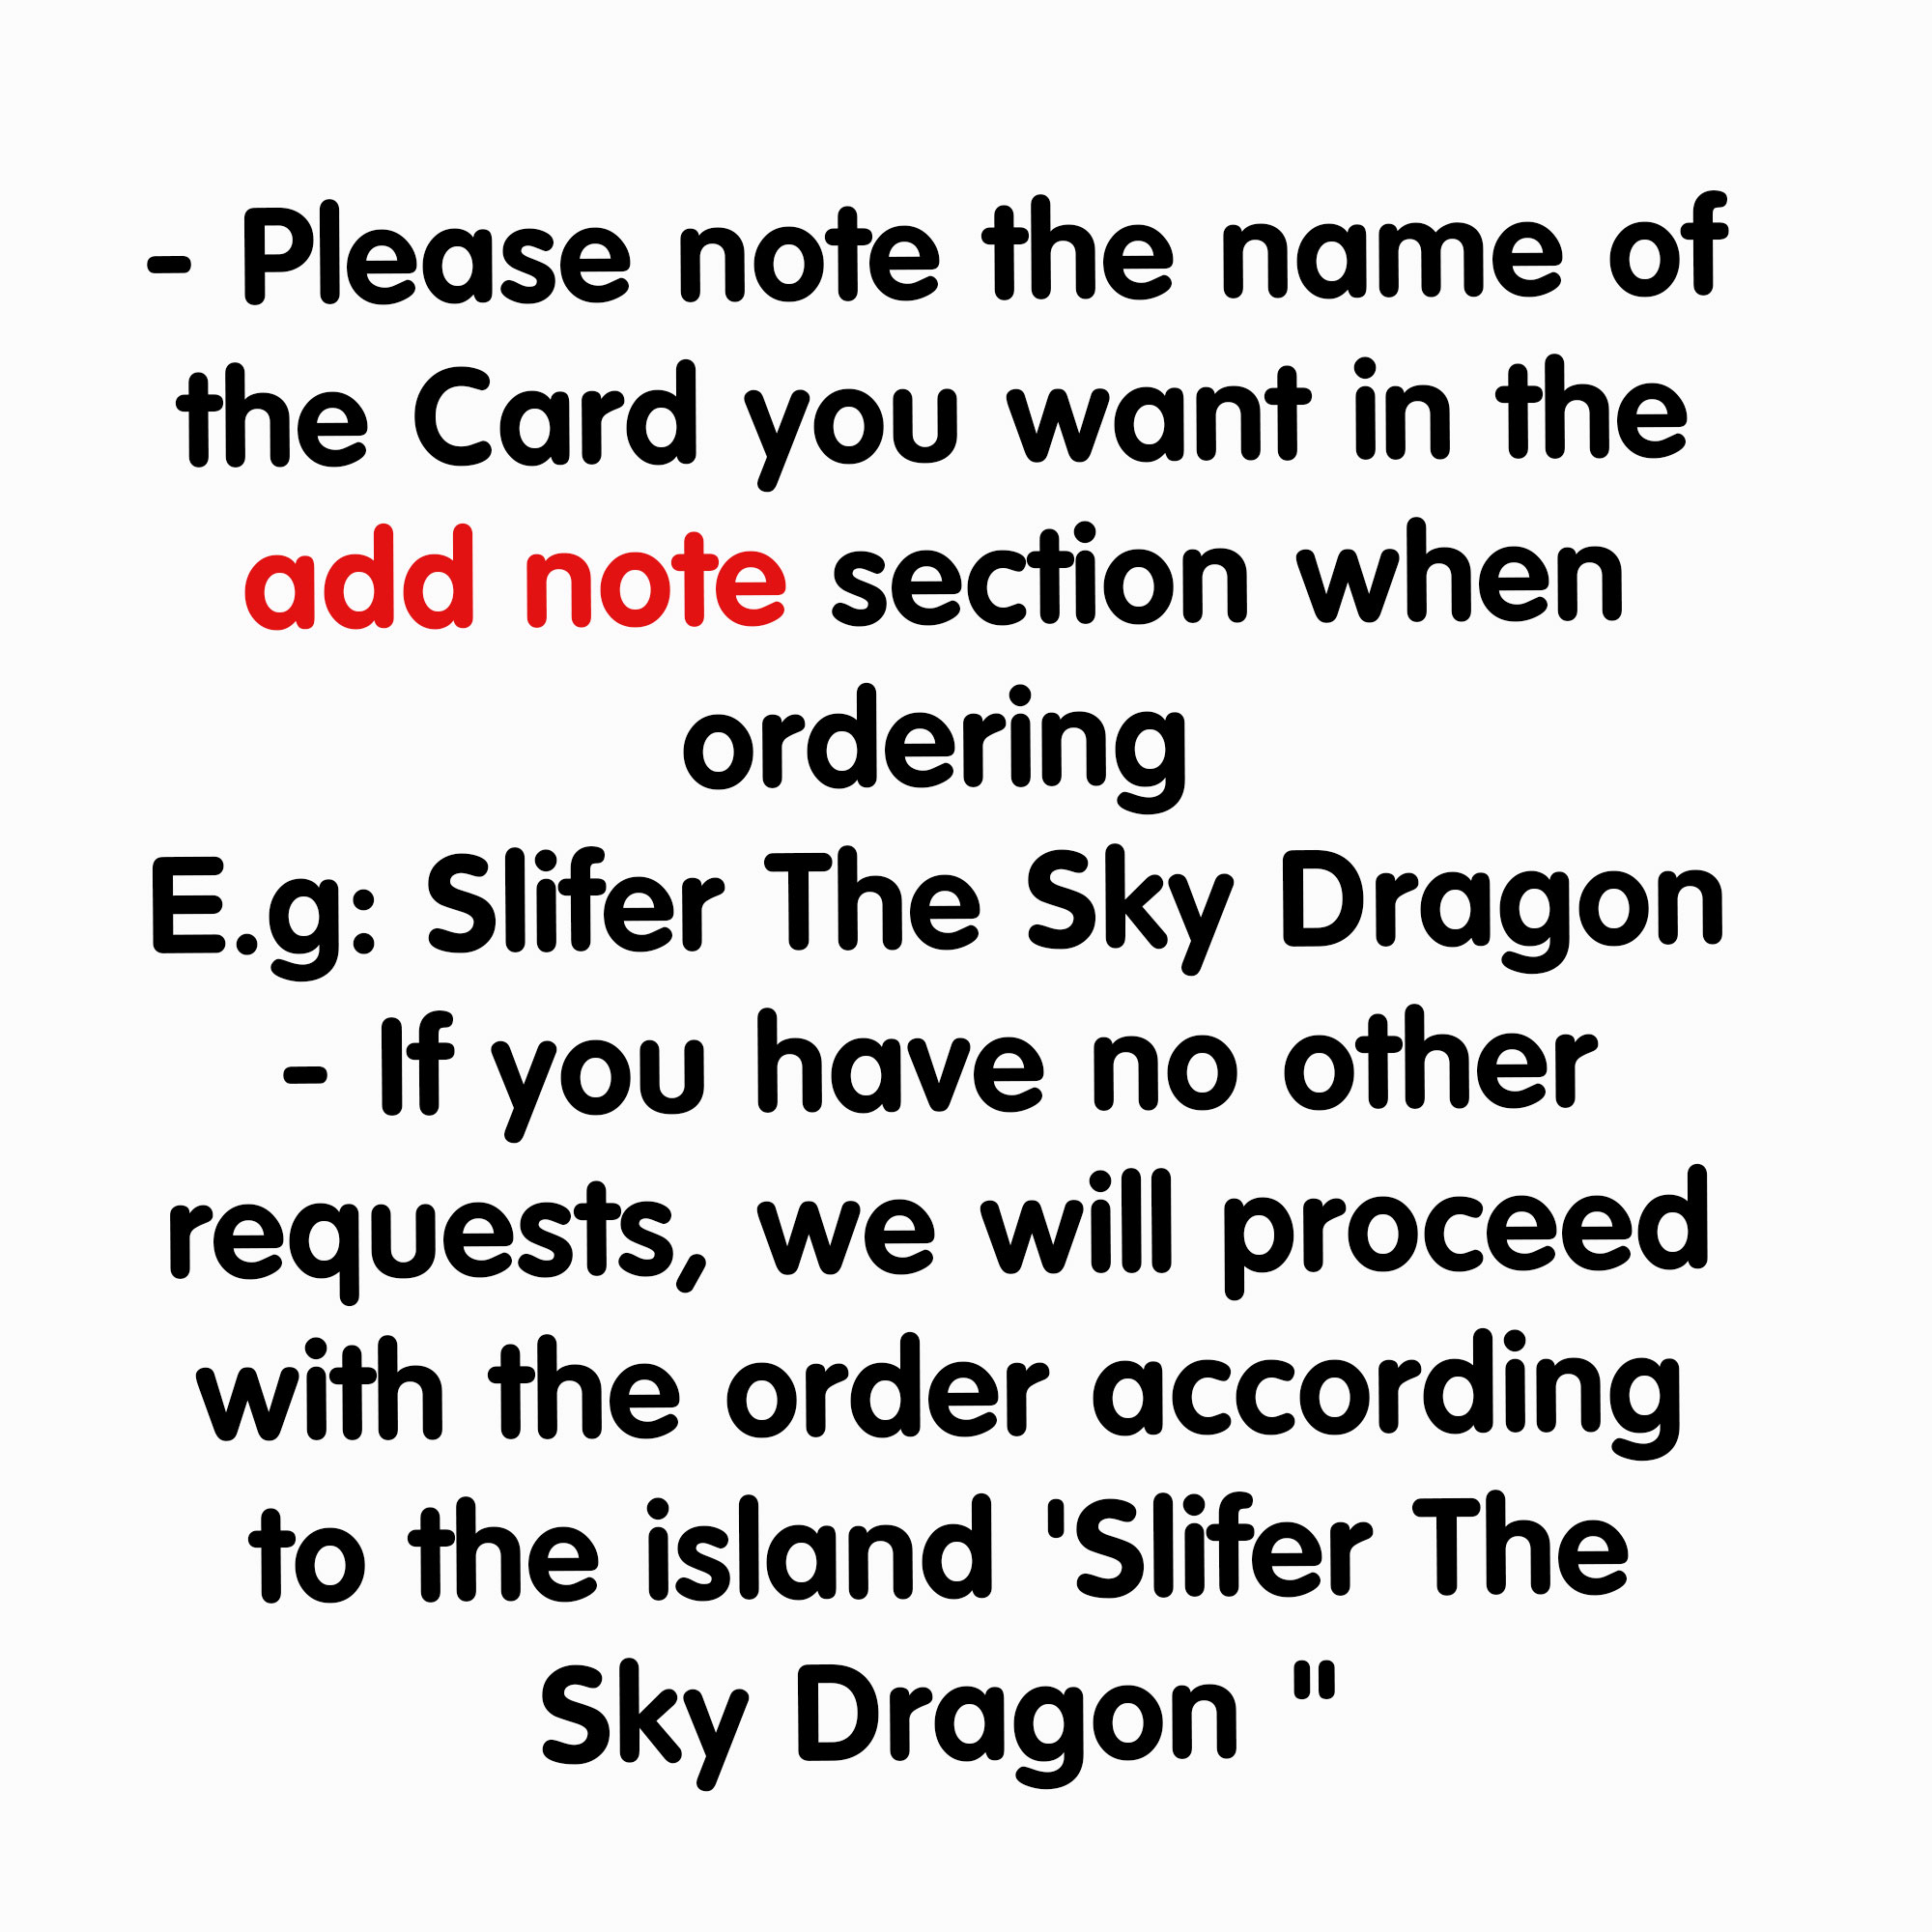 - Please note the name of
the Card you want in the
add note section when
ordering
E.g: Slifer The Sky Dragon
- If you have no other
requests, we will proceed
with the order according
to the island 'Slifer The
Sky Dragon "